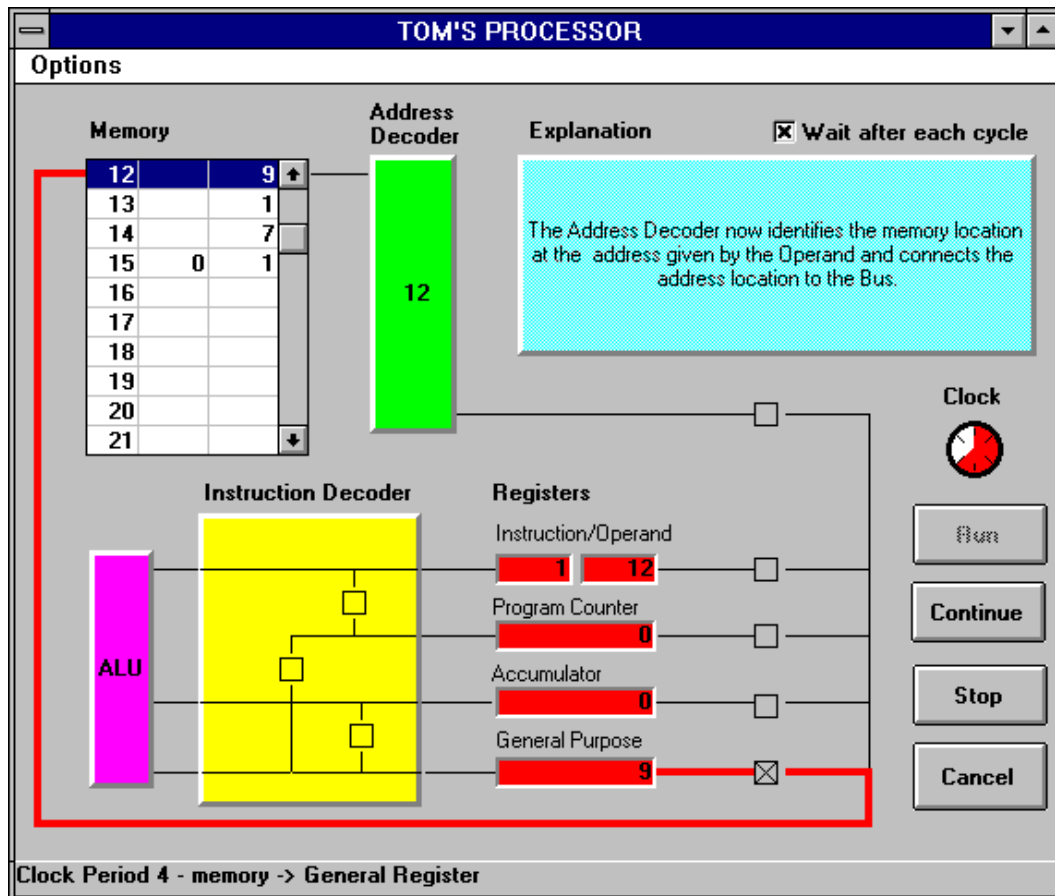 TOM'S PROCESSOR
Options
Memory
Address
Decoder
Explanation
Wait after each cycle
12 9
13 1
14 7
15 0 1
16
17
18
19
20
21
12
The Address Decoder now identifies the memory location
at the address given by the Operand and connects the
address location to the Bus.
Clock
Instruction Decoder
Registers
Instruction/Operand
1 12
Run
Program Counter
0
Continue
ALU
Accumulator
0
Stop
General Purpose
9
Cancel
Clock Period 4 - memory -> General Register